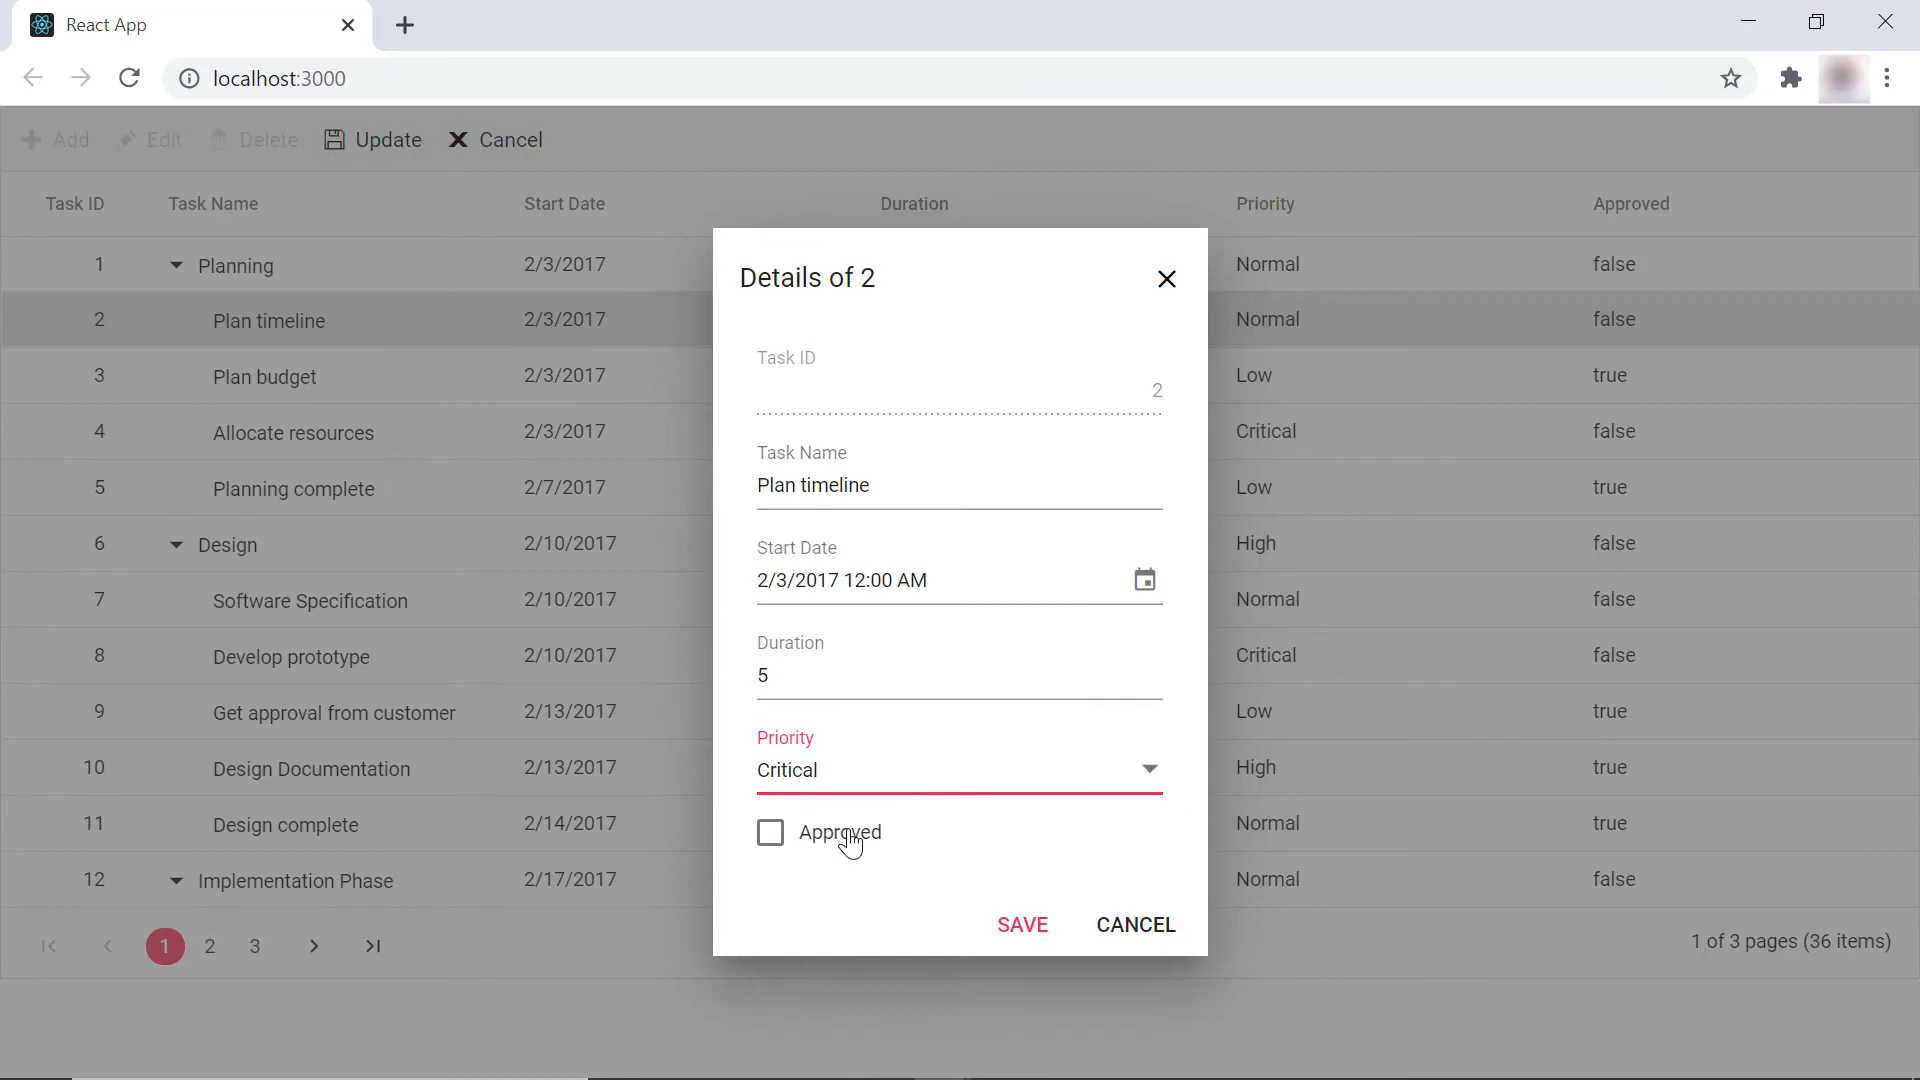 React App
localhost:3000
Add Edit Delete Update Cancel
Task ID Task Name Start Date Duration Priority Approved
1 Planning 2/3/2017 Normal false
2 Plan timeline 2/3/2017 Normal false
3 Plan budget 2/3/2017 Low true
4 Allocate resources 2/3/2017 Critical false
5 Planning complete 2/7/2017 Low true
6 Design 2/10/2017 High false
7 Software Specification 2/10/2017 Normal false
8 Develop prototype 2/10/2017 Critical false
9 Get approval from customer 2/13/2017 Low true
10 Design Documentation 2/13/2017 High true
11 Design complete 2/14/2017 Normal true
12 Implementation Phase 2/17/2017 Normal false
1 2 3
1 of 3 pages (36 items)
Details of 2
Task ID
2
Task Name
Plan timeline
Start Date
2/3/2017 12:00 AM
Duration
5
Priority
Critical
Approved
SAVE CANCEL